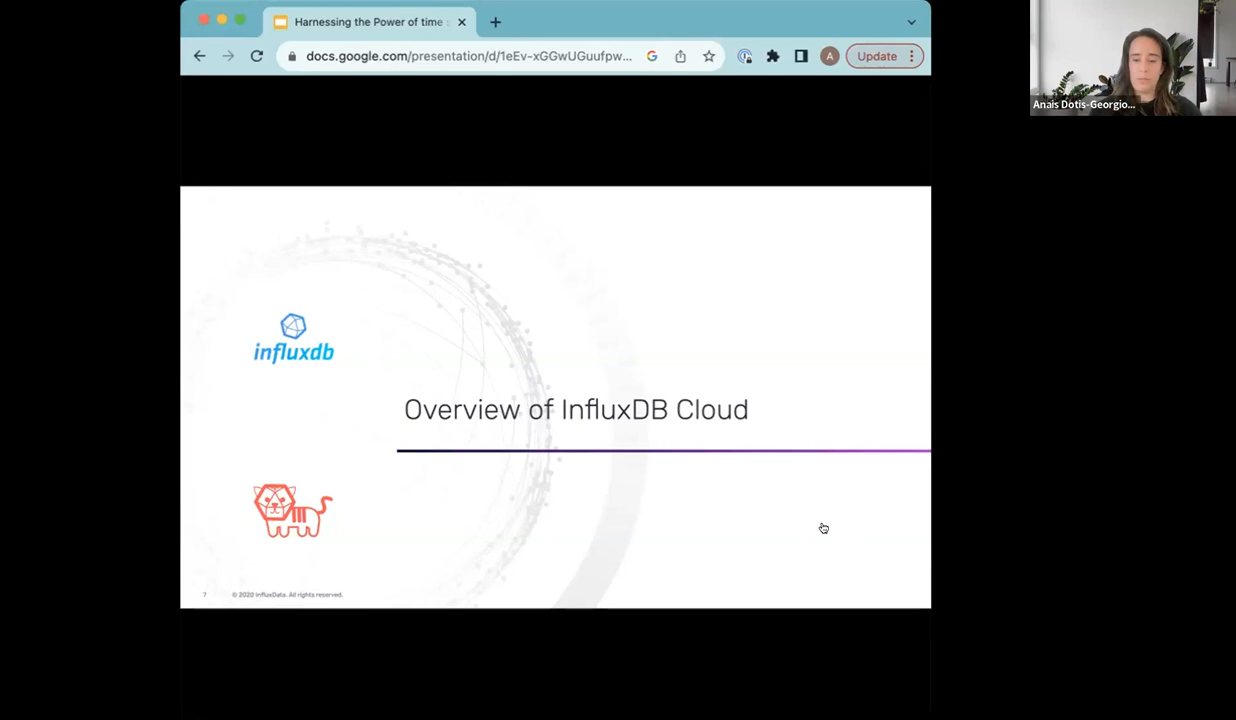 Harnessing the Power of time
docs.google.com/presentation/d/1eEv-xGGwUGuufpw...
A
Update
Anais Dotis-Georgio...
influxdb
Overview of InfluxDB Cloud
7
© 2020 InfluxData. All rights reserved.